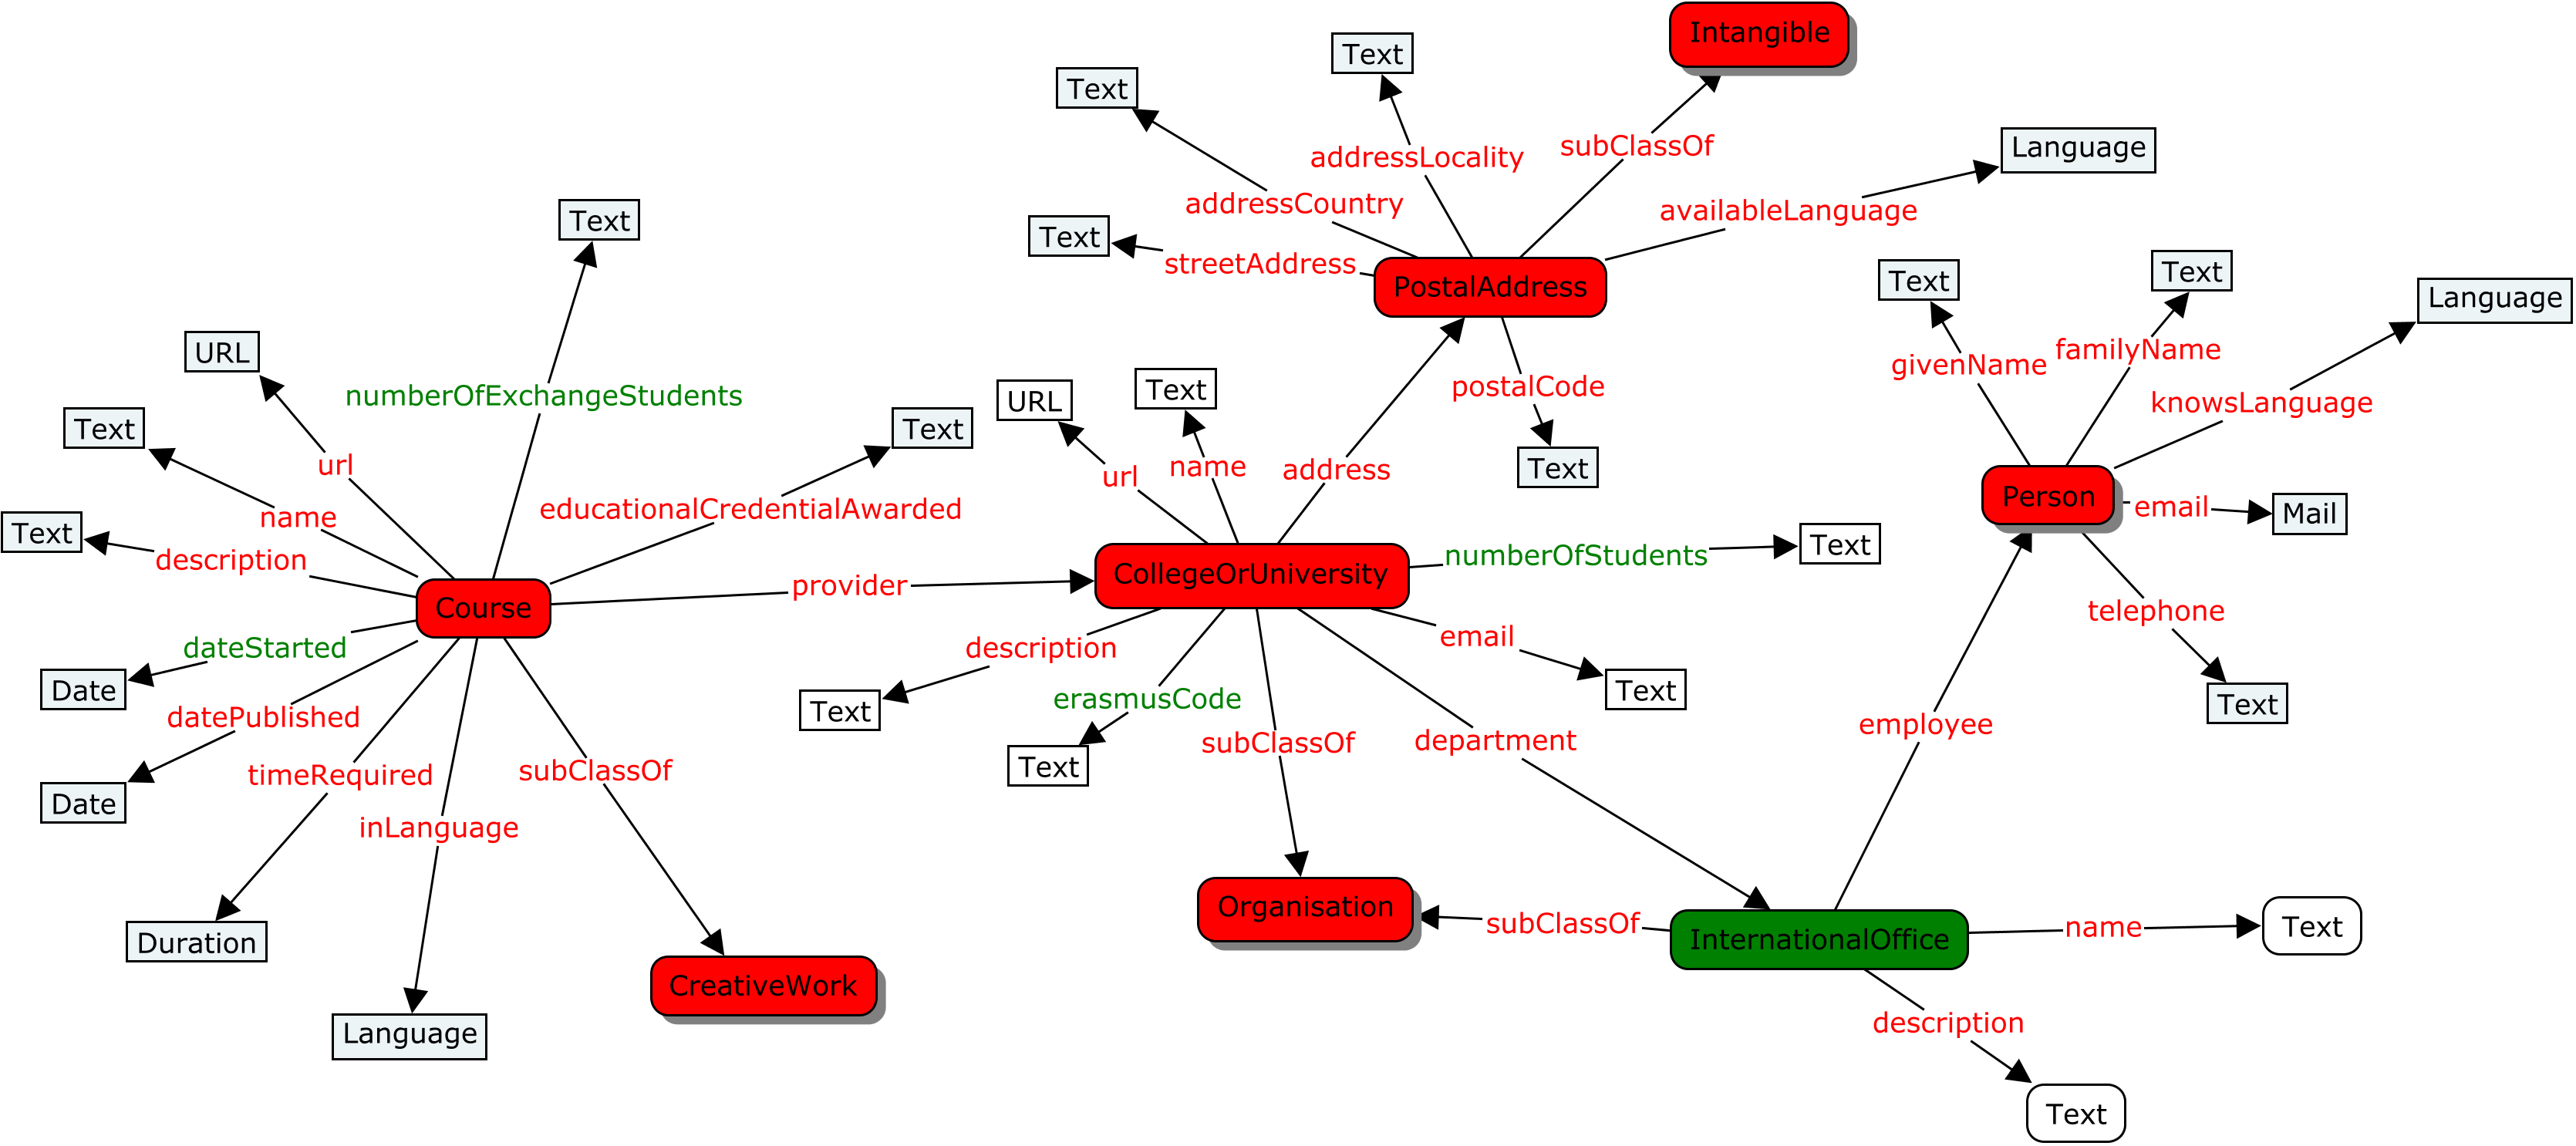 Intangible
Text
Text
addressLocality
subClassOf
Language
addressCountry
availableLanguage
Text
Text
streetAddress
PostalAddress
Text
Text
Language
URL
numberOfExchangeStudents
Text
Text
url
name
description
educationalCredentialAwarded
Text
URL
Text
url
name
address
postalCode
Text
givenName
familyName
knowsLanguage
Person
email
Mail
telephone
Text
Course
provider
CollegeOrUniversity
numberOfStudents
Text
dateStarted
Date
datePublished
Date
timeRequired
Duration
inLanguage
Language
subClassOf
CreativeWork
description
Text
erasmusCode
Text
subClassOf
department
email
Text
employee
Organisation
subClassOf
InternationalOffice
name
Text
description
Text